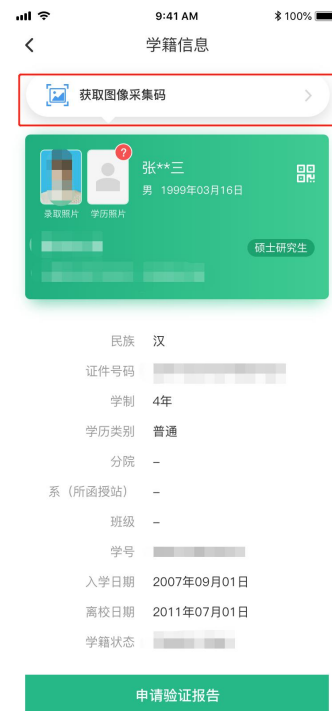 9:41 AM
100%
学籍信息
获取图像采集码
?
张**三
男 1999年03月16日
录取照片 学历照片
硕士研究生
民族 汉
证件号码
学制 4年
学历类别 普通
分院 –
系（所函授站） –
班级 –
学号
入学日期 2007年09月01日
离校日期 2011年07月01日
学籍状态
申请验证报告